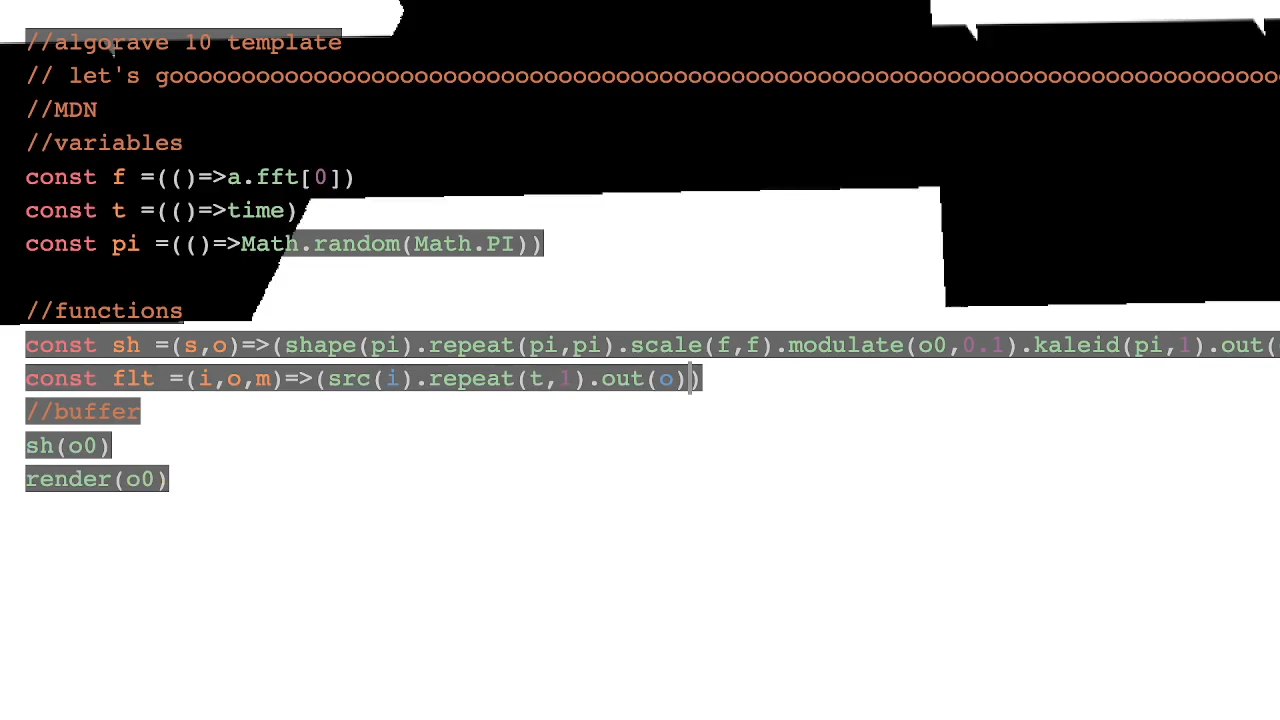 //algorave 10 template
// let's gooooooooooooooooooooooooooooooooooooooooooooooooooooooooooooooooooooooooooooo
//MDN
//variables
const f =(()=>a.fft[0])
const t =(()=>time)
const pi =(()=>Math.random(Math.PI))
//functions
const sh =(s,o)=>(shape(pi).repeat(pi,pi).scale(f,f).modulate(o0,0.1).kaleid(pi,1).out(
const flt =(i,o,m)=>(src(i).repeat(t,1).out(o))
//buffer
sh(o0)
render(o0)